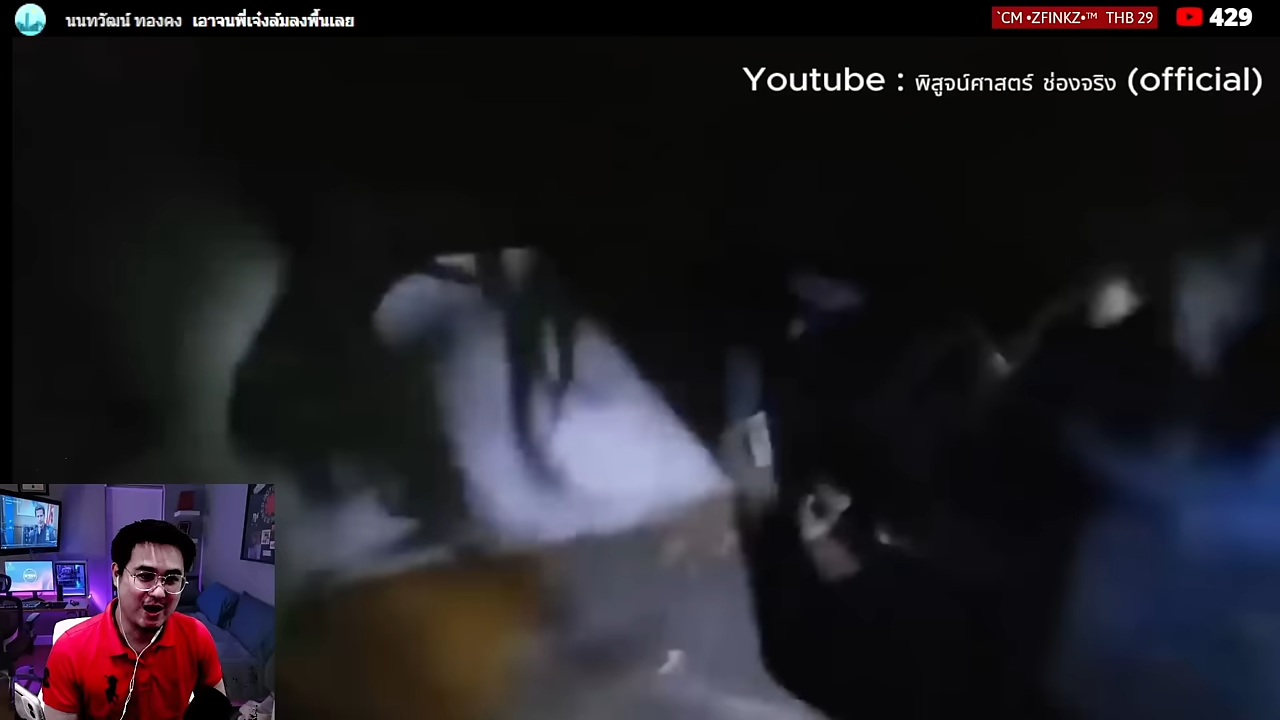 นนทวัฒน์ ทองคง เอาจนพี่เจ๋งล้มลงพื้นเลย
`CM •ZFINKZ•™ THB 29
429
Youtube : พิสูจน์ศาสตร์ ช่องจริง (official)